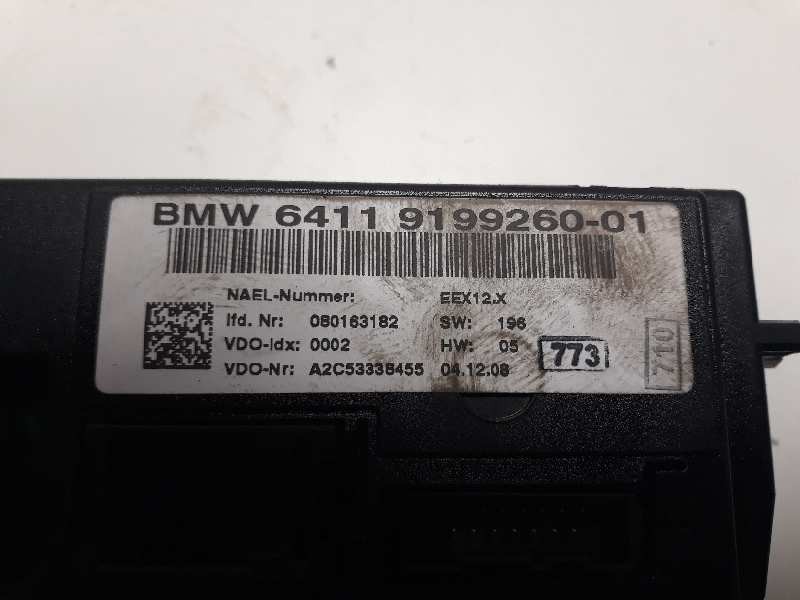 BMW 6411 9199260-01
NAEL-Nummer: EEX12.X
lfd. Nr: 080163182 SW: 196
VDO-Idx: 0002 HW: 05 773
VDO-Nr: A2C53336455 04.12.08
710